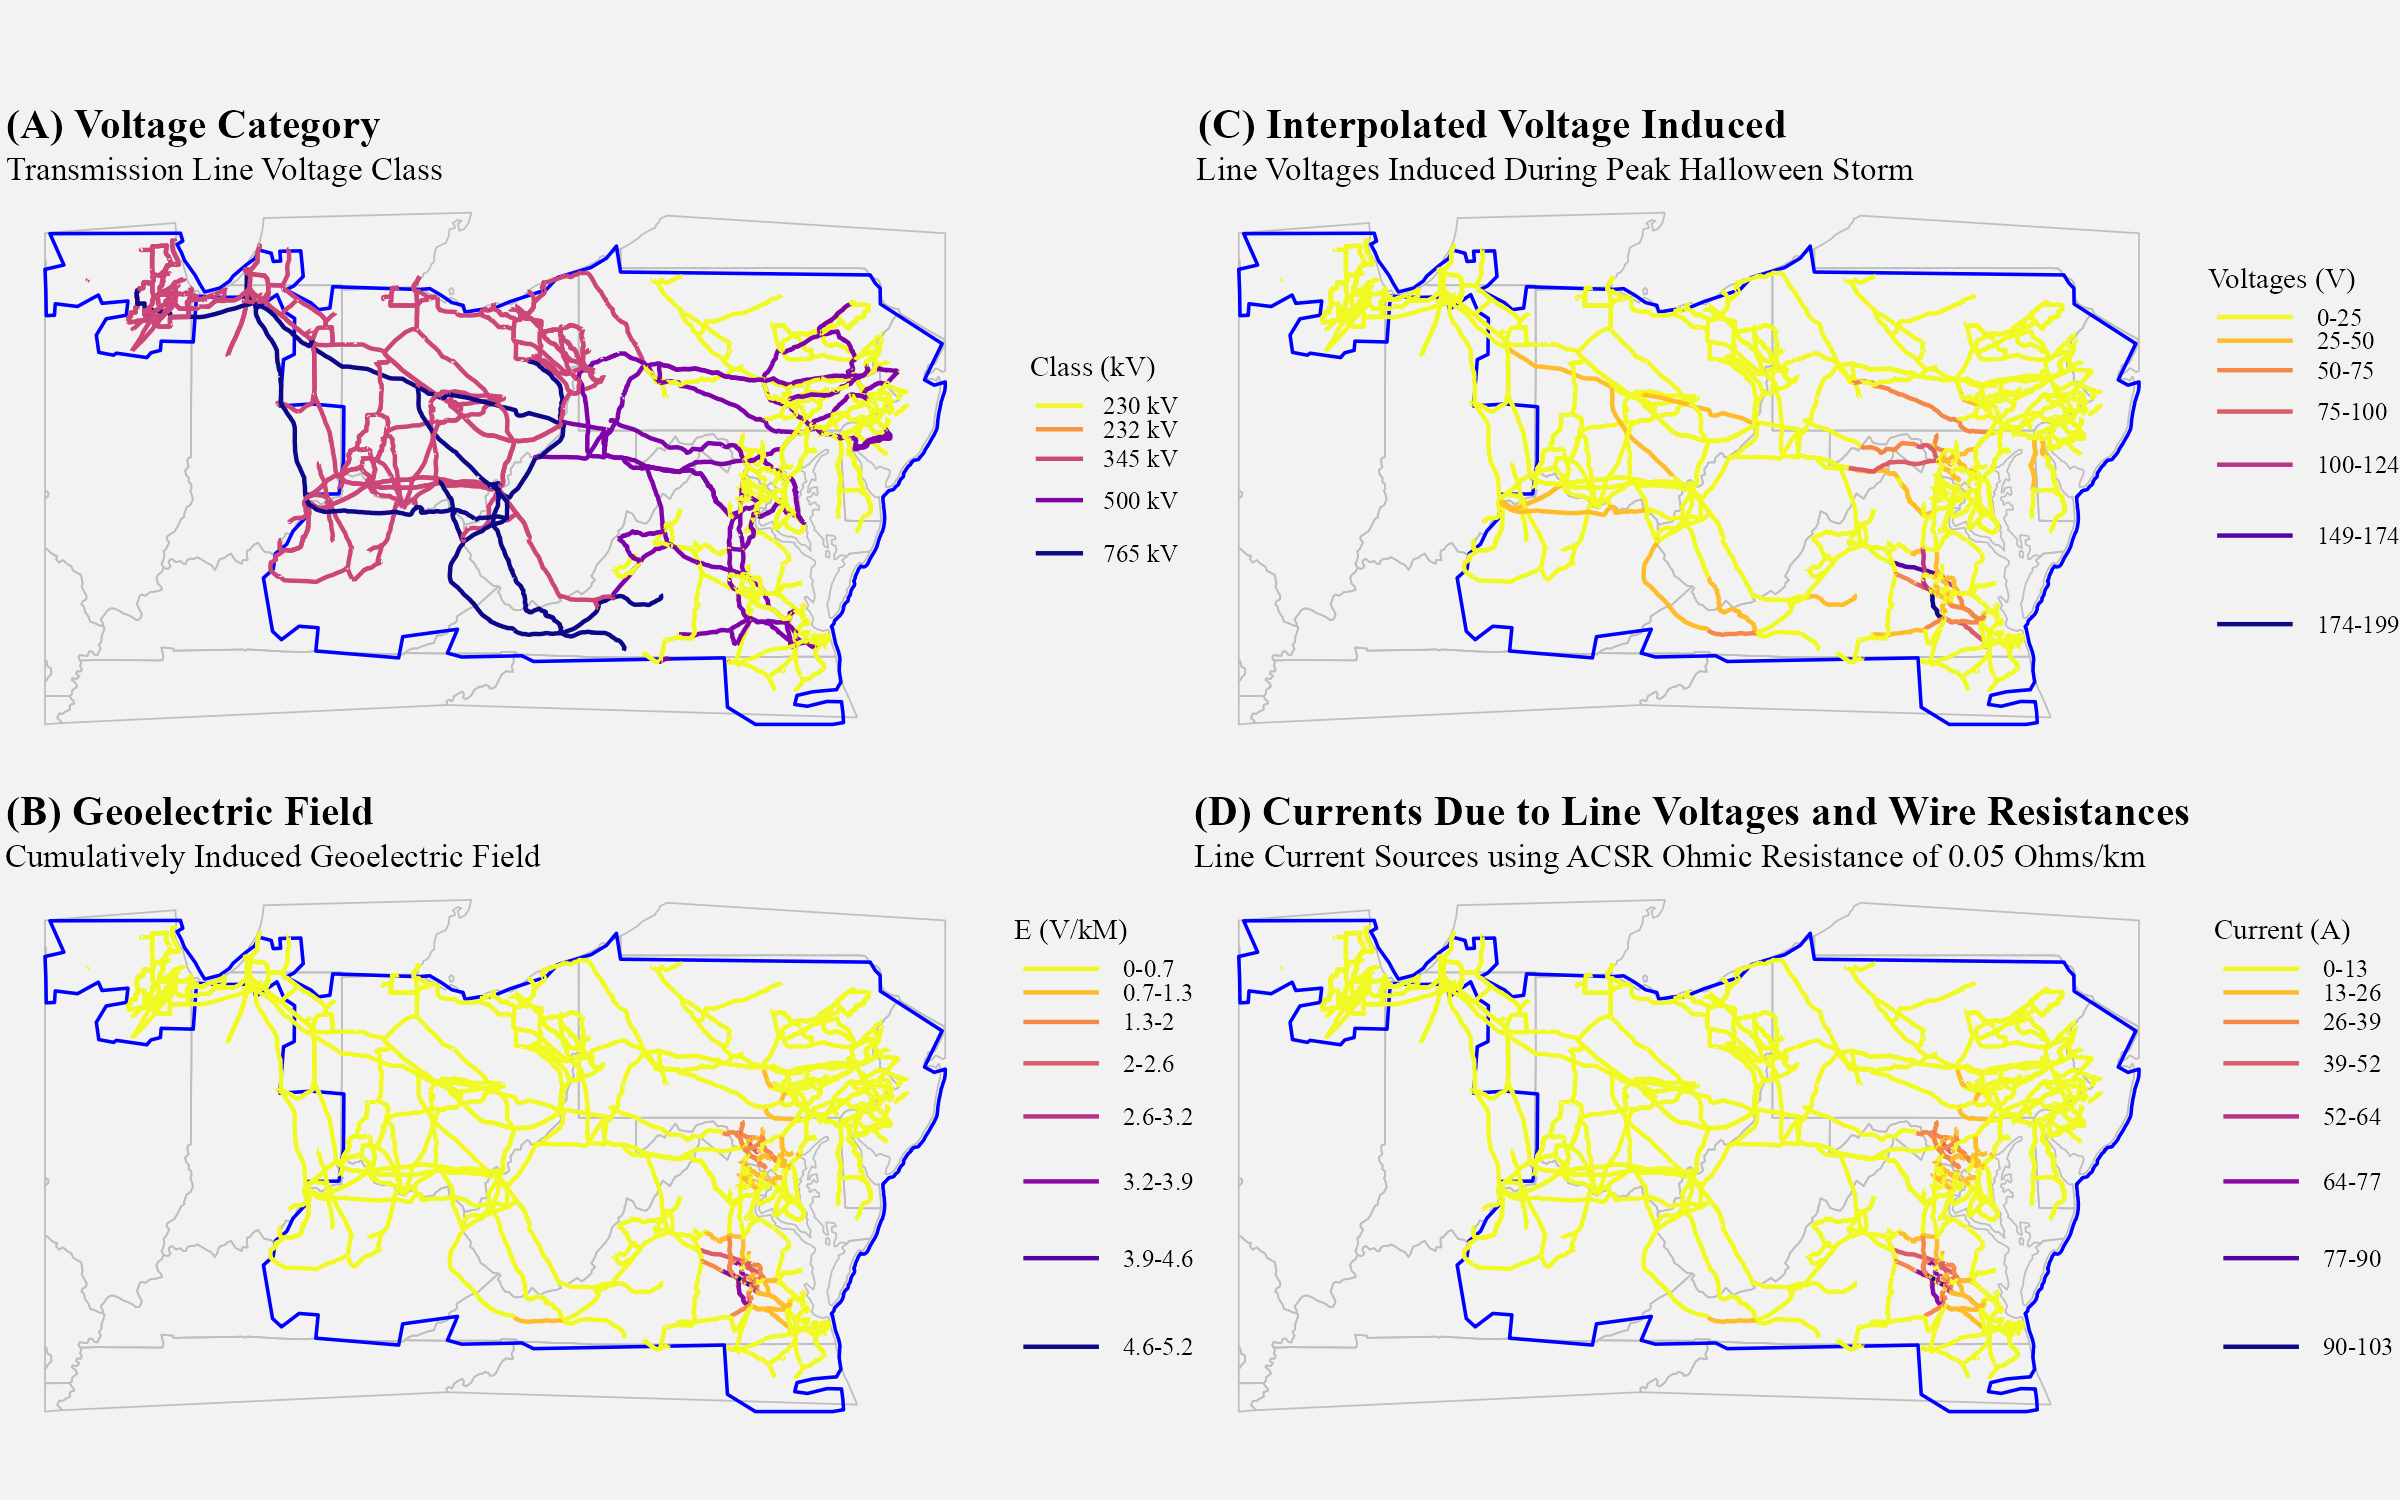 (A) Voltage Category
Transmission Line Voltage Class
Class (kV)
230 kV
232 kV
345 kV
500 kV
765 kV
(C) Interpolated Voltage Induced
Line Voltages Induced During Peak Halloween Storm
Voltages (V)
0-25
25-50
50-75
75-100
100-124
149-174
174-199
(B) Geoelectric Field
Cumulatively Induced Geoelectric Field
E (V/kM)
0-0.7
0.7-1.3
1.3-2
2-2.6
2.6-3.2
3.2-3.9
3.9-4.6
4.6-5.2
(D) Currents Due to Line Voltages and Wire Resistances
Line Current Sources using ACSR Ohmic Resistance of 0.05 Ohms/km
Current (A)
0-13
13-26
26-39
39-52
52-64
64-77
77-90
90-103